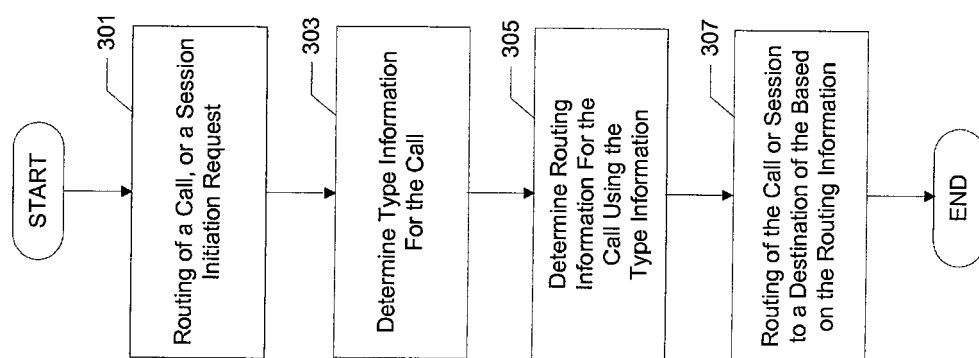 START
301
Routing of a Call, or a Session
Initiation Request
303
Determine Type Information
For the Call
305
Determine Routing
Information For the
Call Using the
Type Information
307
Routing of the Call or Session
to a Destination of the Based
on the Routing Information
END